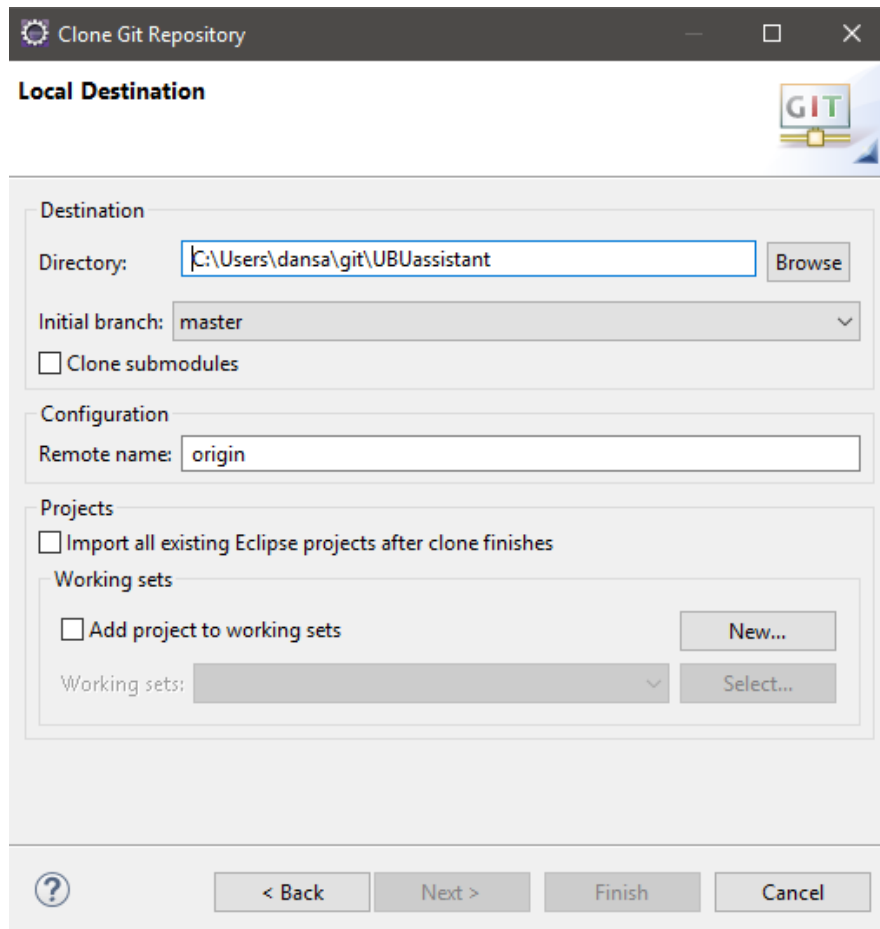 Clone Git Repository
Local Destination
GIT
Destination
Directory: C:\Users\dansa\git\UBUassistant Browse
Initial branch: master
Clone submodules
Configuration
Remote name: origin
Projects
Import all existing Eclipse projects after clone finishes
Working sets
Add project to working sets New...
Working sets: Select...
? < Back Next > Finish Cancel